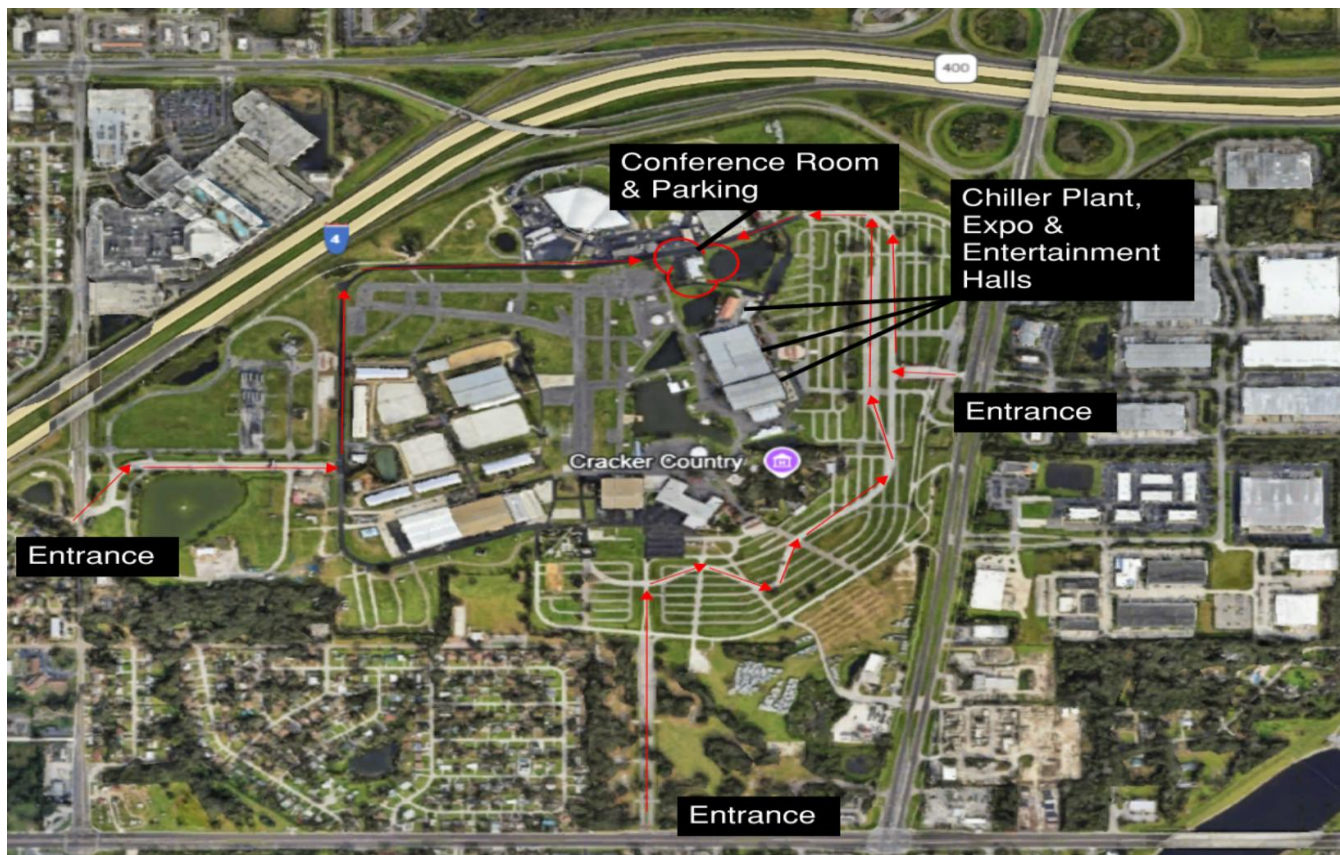 400
Conference Room
& Parking
Chiller Plant,
Expo &
Entertainment
Halls
4
Entrance
Cracker Country
Entrance
Entrance